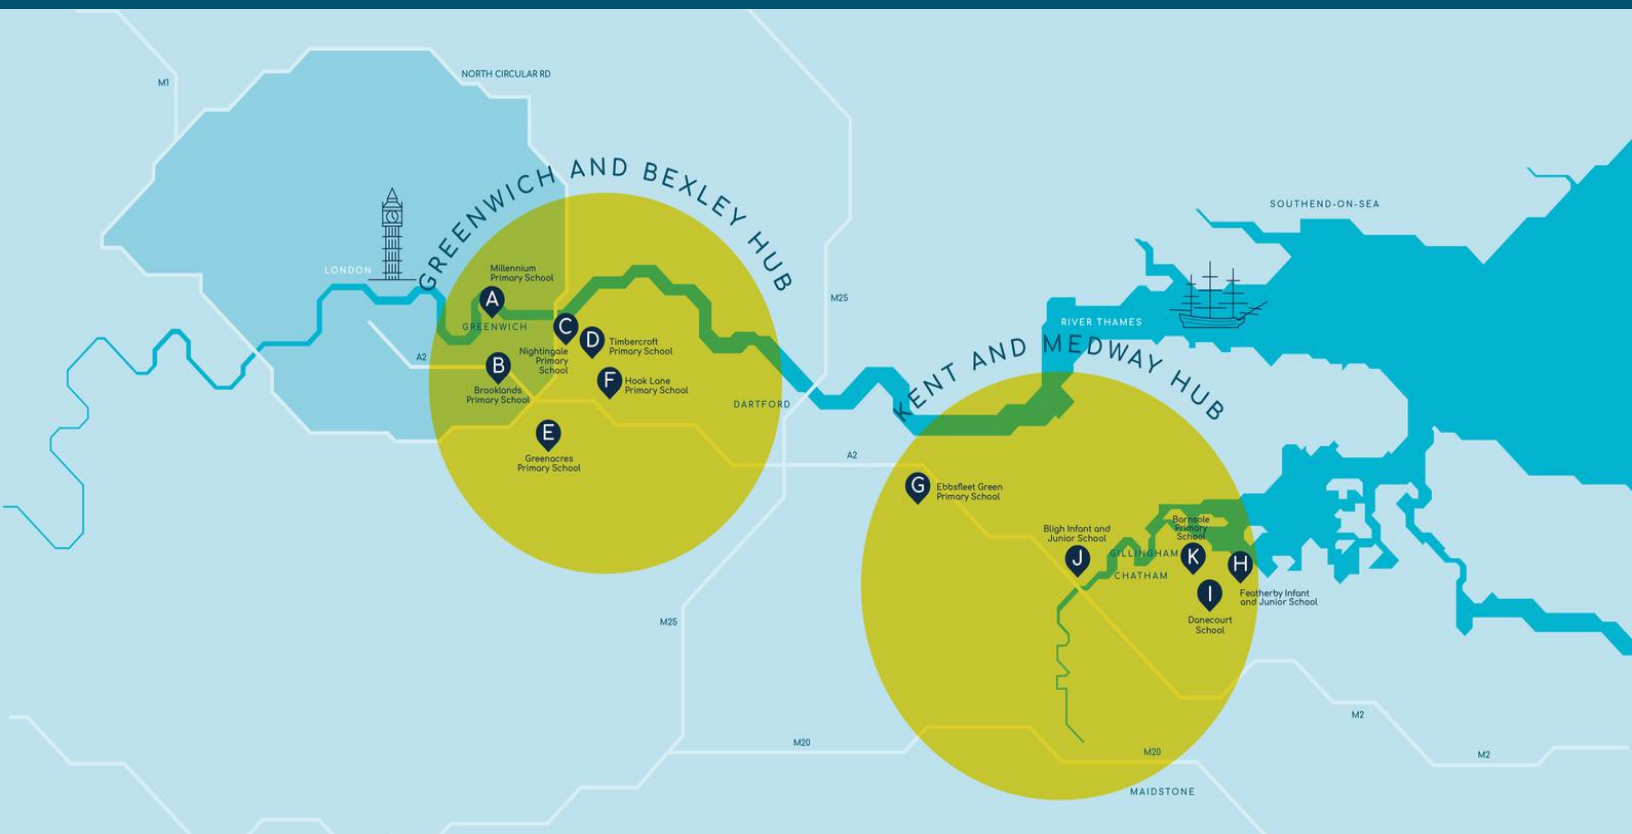 M1
NORTH CIRCULAR RD
GREENWICH AND BEXLEY HUB
SOUTHEND-ON-SEA
LONDON
Millennium
Primary School
A
GREENWICH
M25
RIVER THAMES
C
D
Timbercroft
Primary School
Nightingale
Primary
School
A2
B
Brooklands
Primary School
F
Hook Lane
Primary School
DARTFORD
KENT AND MEDWAY HUB
E
Greenacres
Primary School
A2
G
Ebbsfleet Green
Primary School
Bligh Infant and
Junior School
J
GILLINGHAM
CHATHAM
Barnsole
Primary
School
K
H
Featherby Infant
and Junior School
I
Danecourt
School
M25
M20
M20
M2
M2
MAIDSTONE